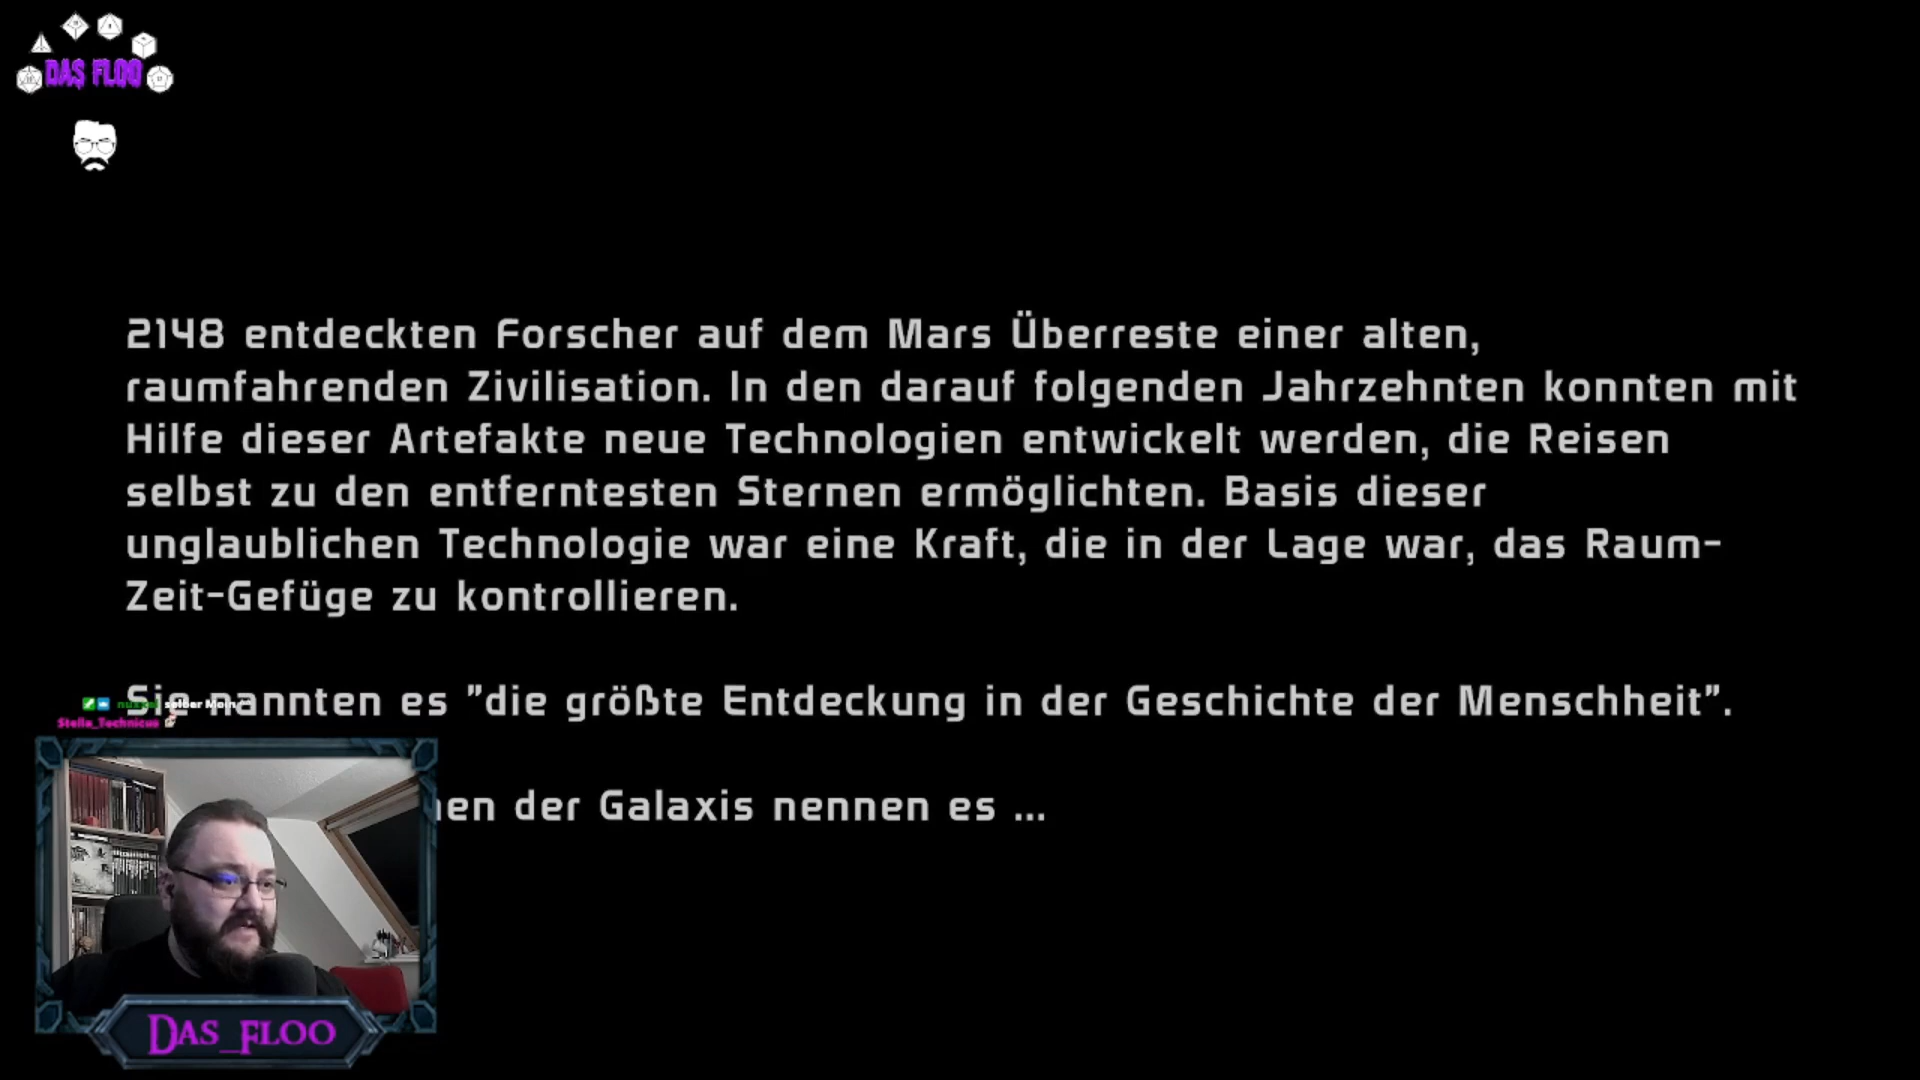 DAS FLOO
2148 entdeckten Forscher auf dem Mars Überreste einer alten,
raumfahrenden Zivilisation. In den darauf folgenden Jahrzehnten konnten mit
Hilfe dieser Artefakte neue Technologien entwickelt werden, die Reisen
selbst zu den entferntesten Sternen ermöglichten. Basis dieser
unglaublichen Technologie war eine Kraft, die in der Lage war, das Raum-
Zeit-Gefüge zu kontrollieren.
Sie nannten es "die größte Entdeckung in der Geschichte der Menschheit".
selber Moin
Stella_Technicus
der Galaxis nennen es ...
DAS_FLOO